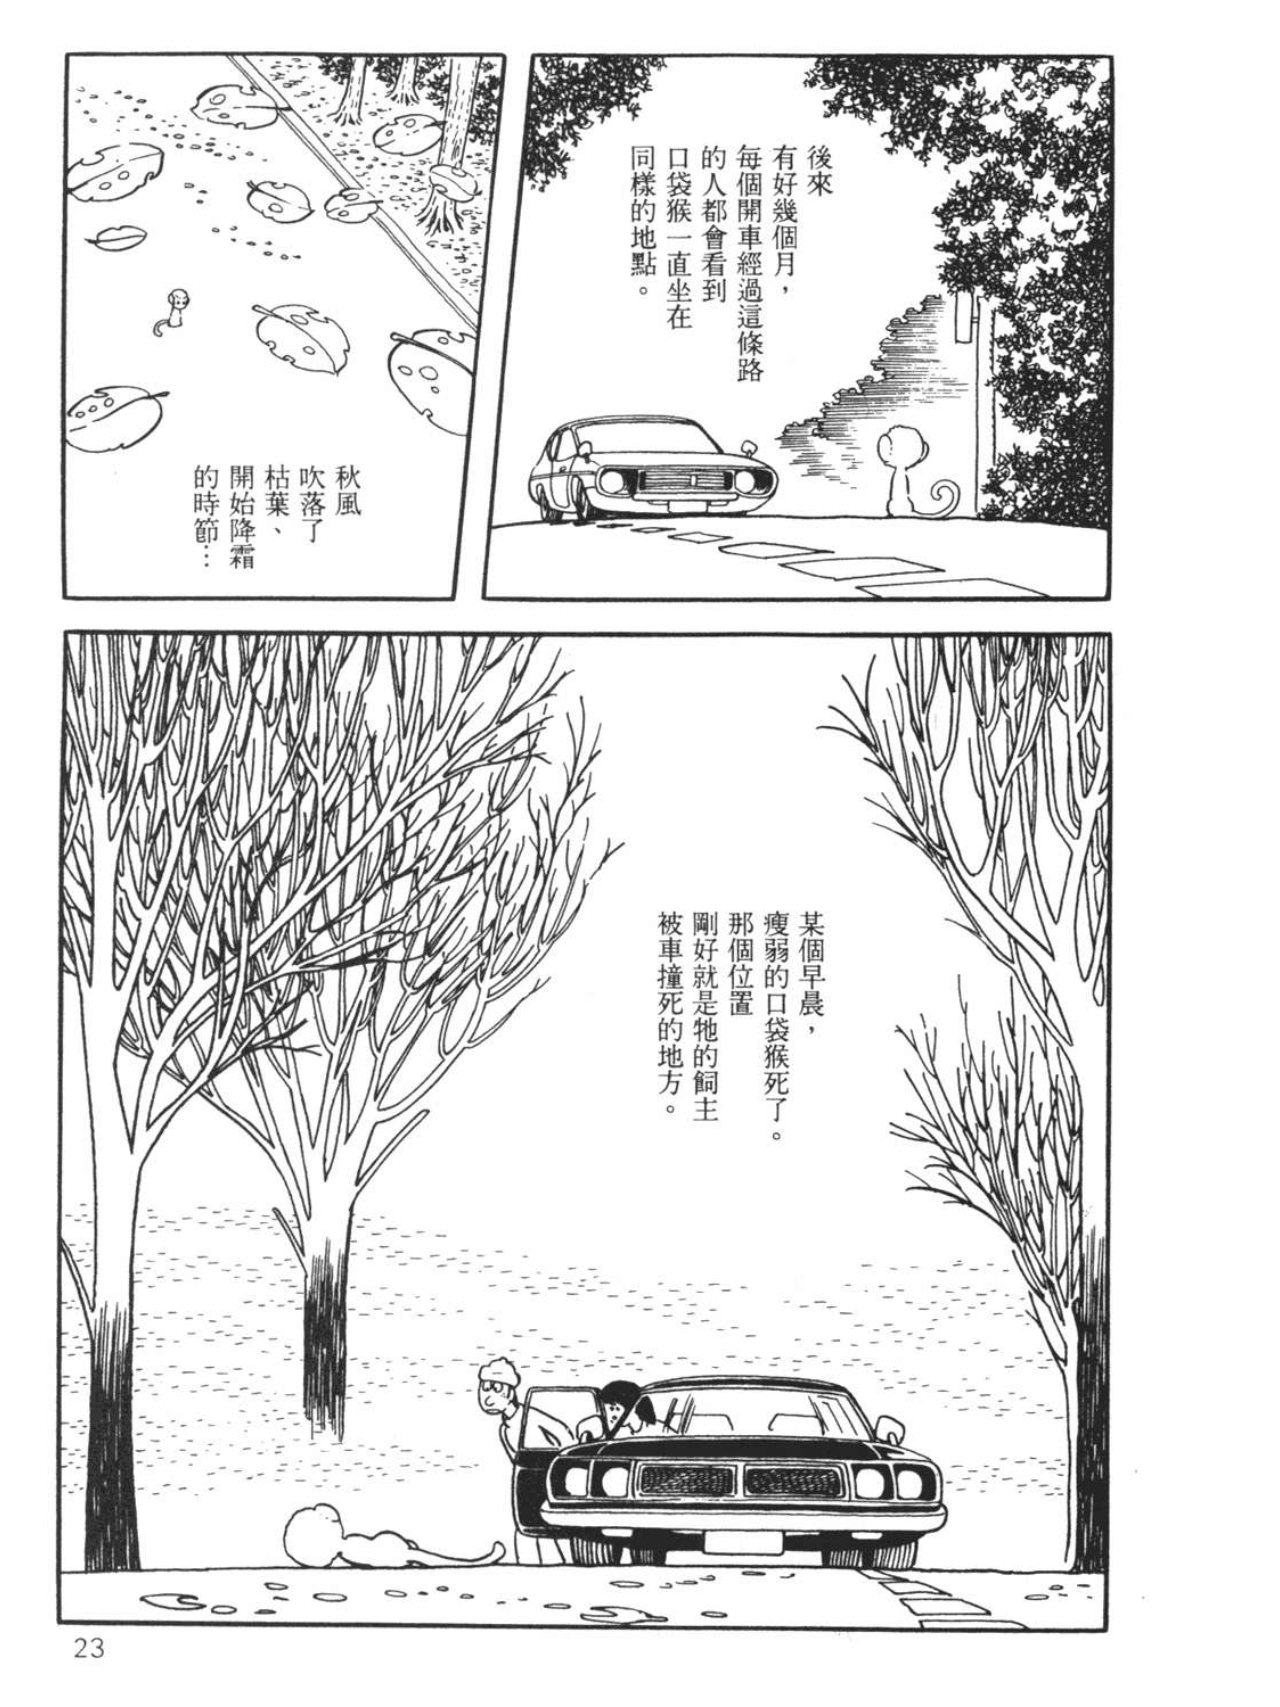 後來
有好幾個月，
每個開車經過這條路
的人都會看到
口袋猴一直坐在
同樣的地點。
秋風
吹落了
枯葉、
開始降霜
的時節…
某個早晨，
瘦弱的口袋猴死了。
那個位置
剛好就是牠的飼主
被車撞死的地方。
23